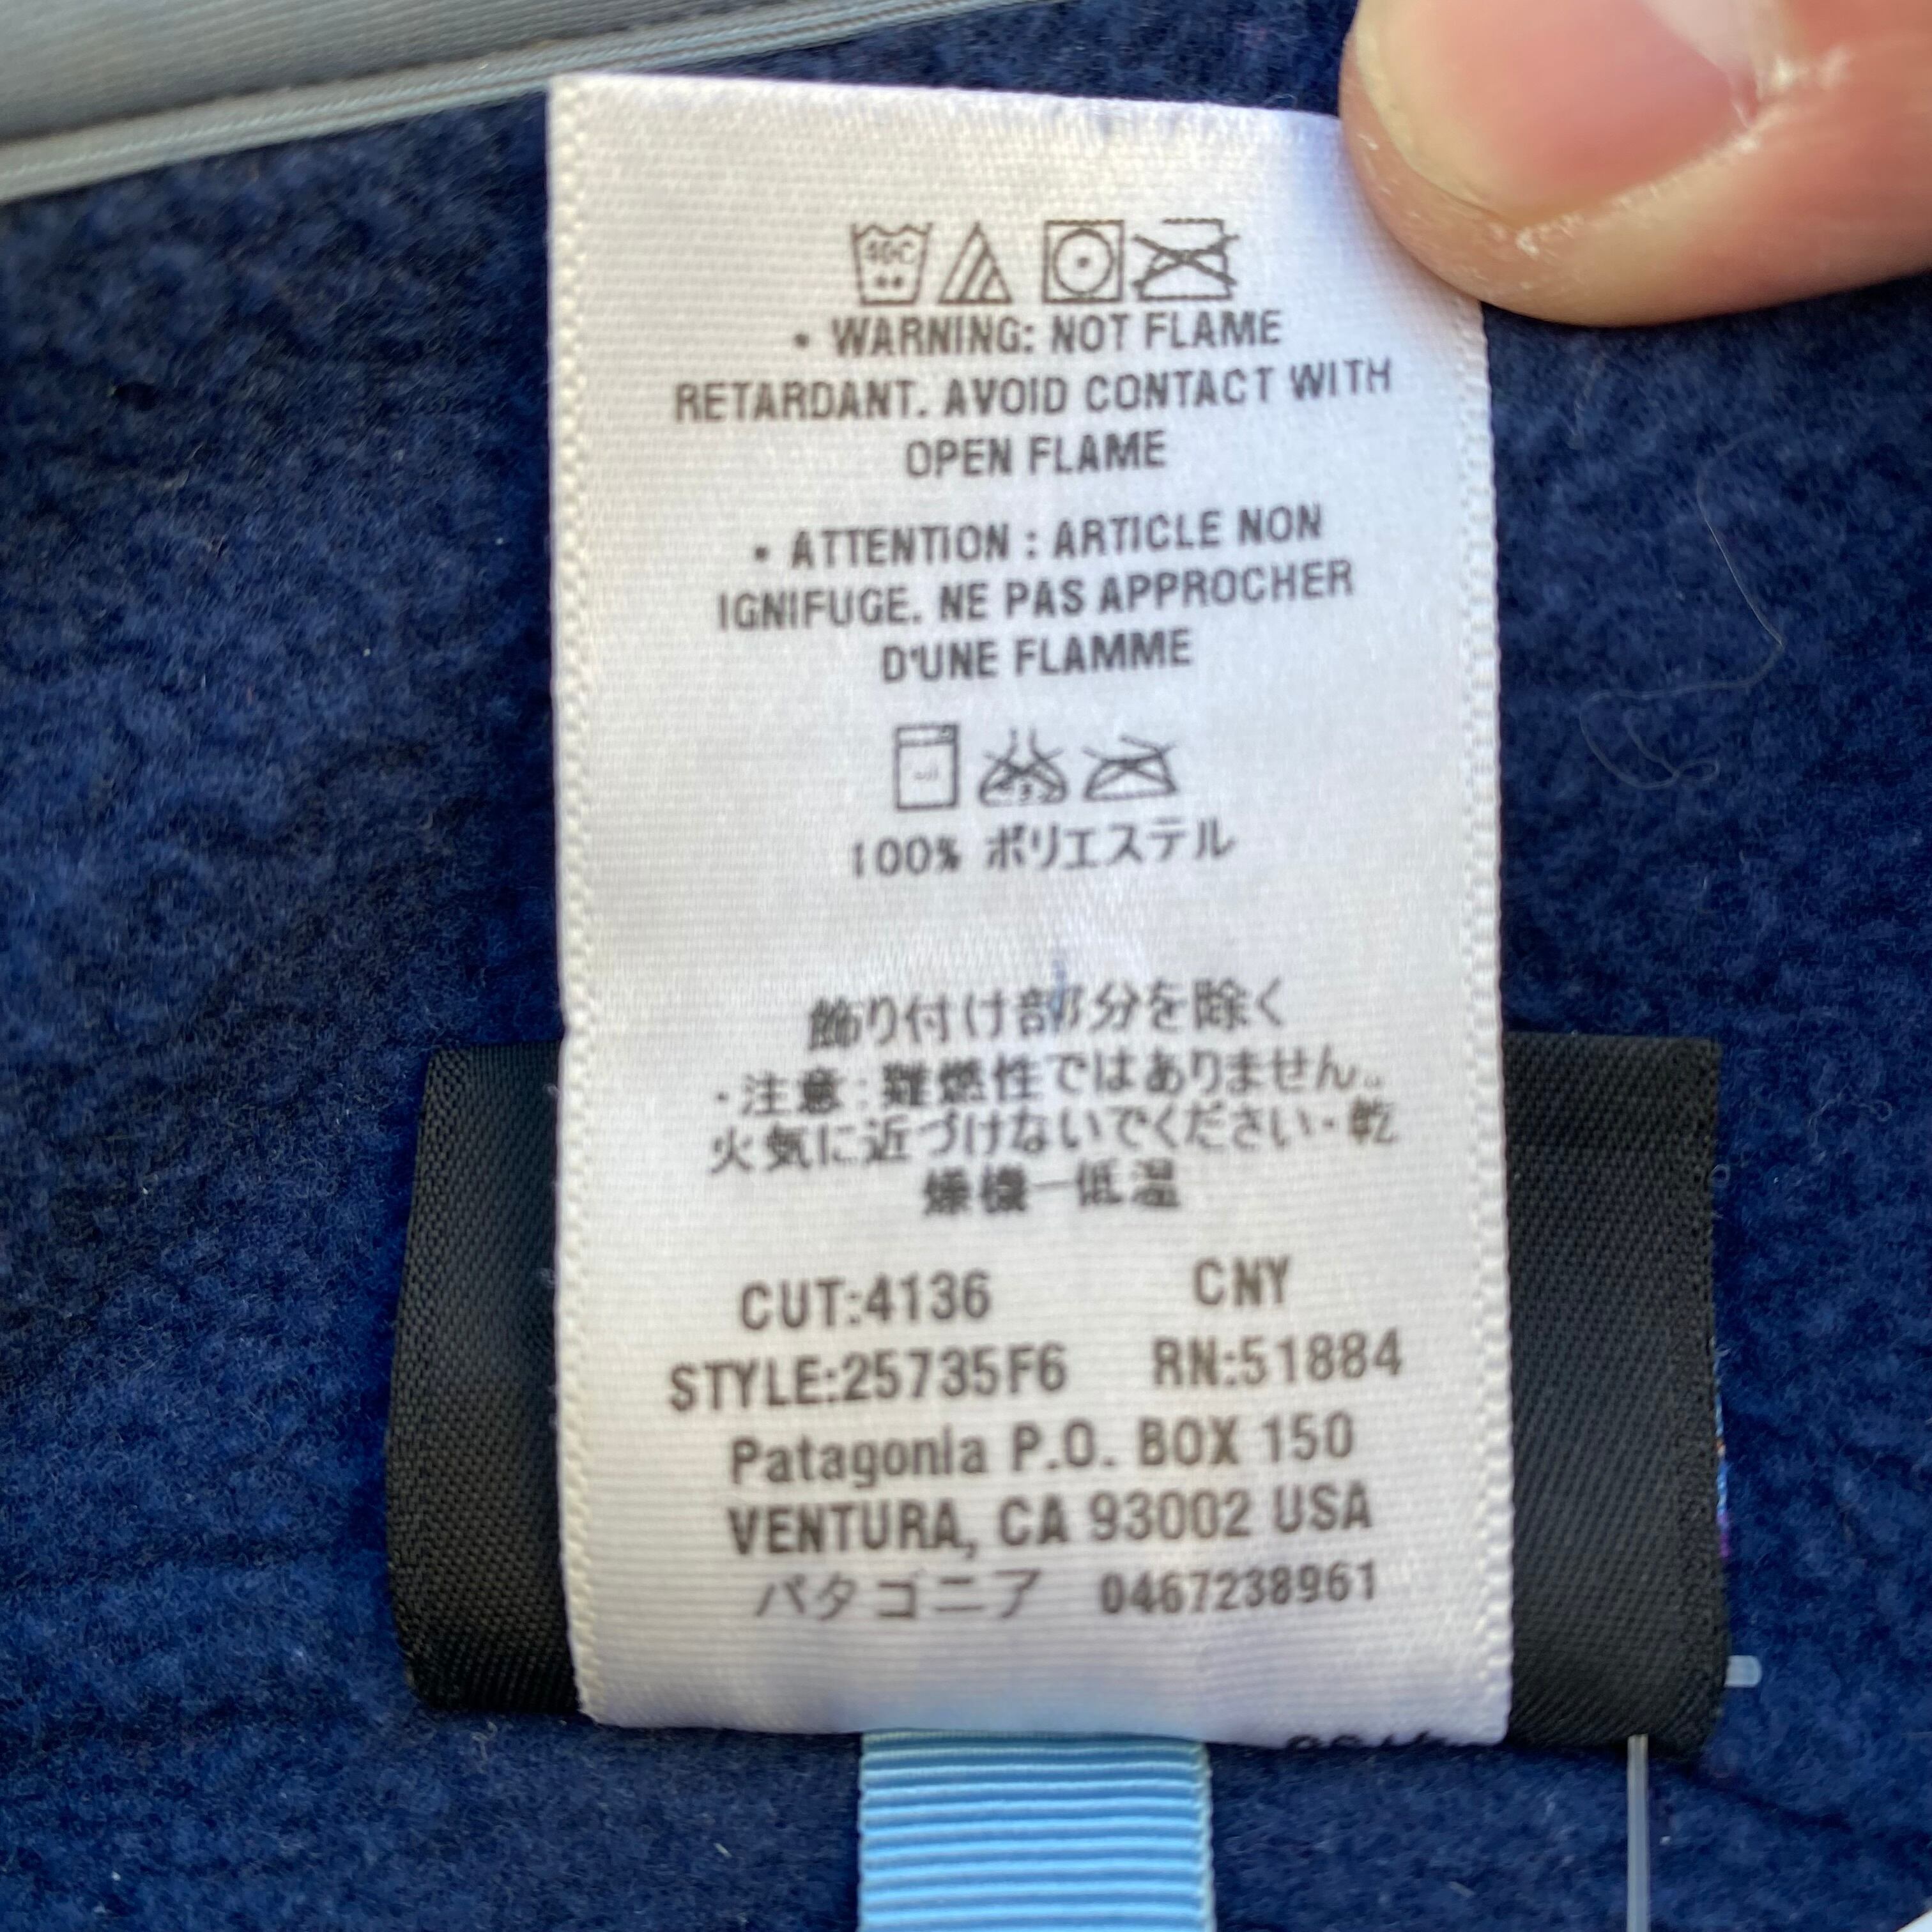 40C
• WARNING: NOT FLAME
RETARDANT. AVOID CONTACT WITH
OPEN FLAME
• ATTENTION : ARTICLE NON
IGNIFUGE. NE PAS APPROCHER
D'UNE FLAMME
100% ポリエステル
飾り付け部分を除く
・注意:難燃性ではありません.
火気に近づけないでください・乾
燥機一低温
CUT:4136 CNY
STYLE:25735F6 RN:51884
Patagonia P.O. BOX 150
VENTURA, CA 93002 USA
パタゴニア 0467238961